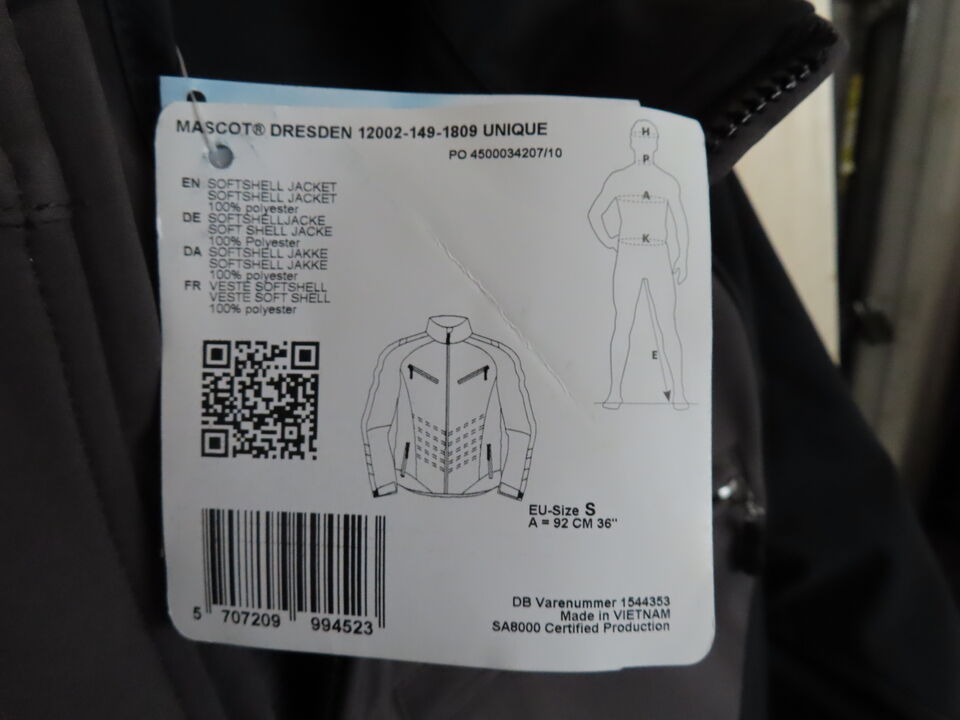 MASCOT® DRESDEN 12002-149-1809 UNIQUE
PO 4500034207/10
H
P
A
K
E
EN SOFTSHELL JACKET
SOFTSHELL JACKET
100% polyester
DE SOFTSHELLJACKE
SOFT SHELL JACKE
100% Polyester
DA SOFTSHELL JAKKE
SOFTSHELL JAKKE
100% polyester
FR VESTE SOFTSHELL
VESTE SOFT SHELL
100% polyester
EU-Size S
A = 92 CM 36"
5 707209 994523
DB Varenummer 1544353
Made in VIETNAM
SA8000 Certified Production